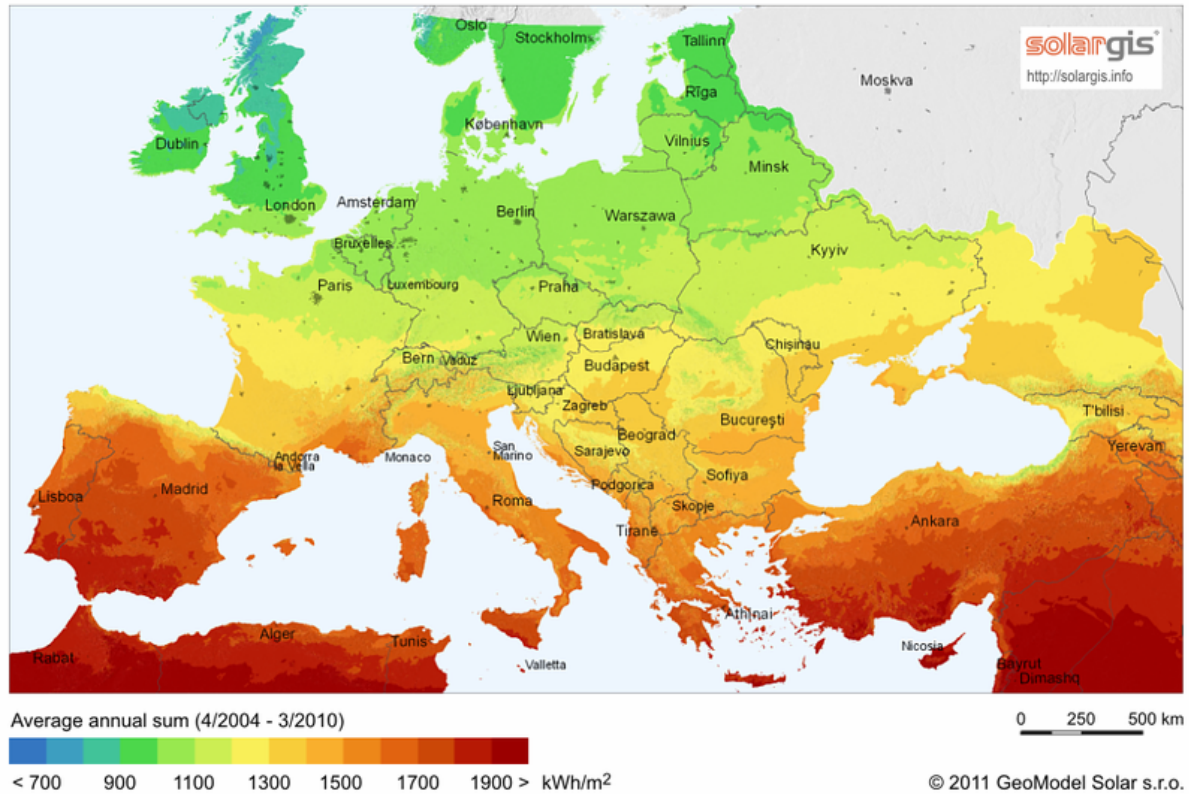 Oslo
Stockholm
Tallinn
solargis
http://solargis.info
Moskva
Rīga
København
Dublin
Vilnius
Minsk
London
Amsterdam
Berlin
Warszawa
Bruxelles
Kyyiv
Paris
Luxembourg
Praha
Wien
Bratislava
Chişinau
Bern
Vaduz
Budapest
Ljubljana
Zagreb
Bucureşti
T'bilisi
Beograd
Yerevan
Andorra
la Vella
Monaco
San
Marino
Sarajevo
Sofiya
Podgorica
Lisboa
Madrid
Roma
Skopje
Ankara
Tiranë
Athínai
Alger
Tunis
Nicosia
Rabat
Valletta
Bayrut
Dimashq
Average annual sum (4/2004 - 3/2010)
0 250 500 km
< 700 900 1100 1300 1500 1700 1900 > kWh/m²
© 2011 GeoModel Solar s.r.o.